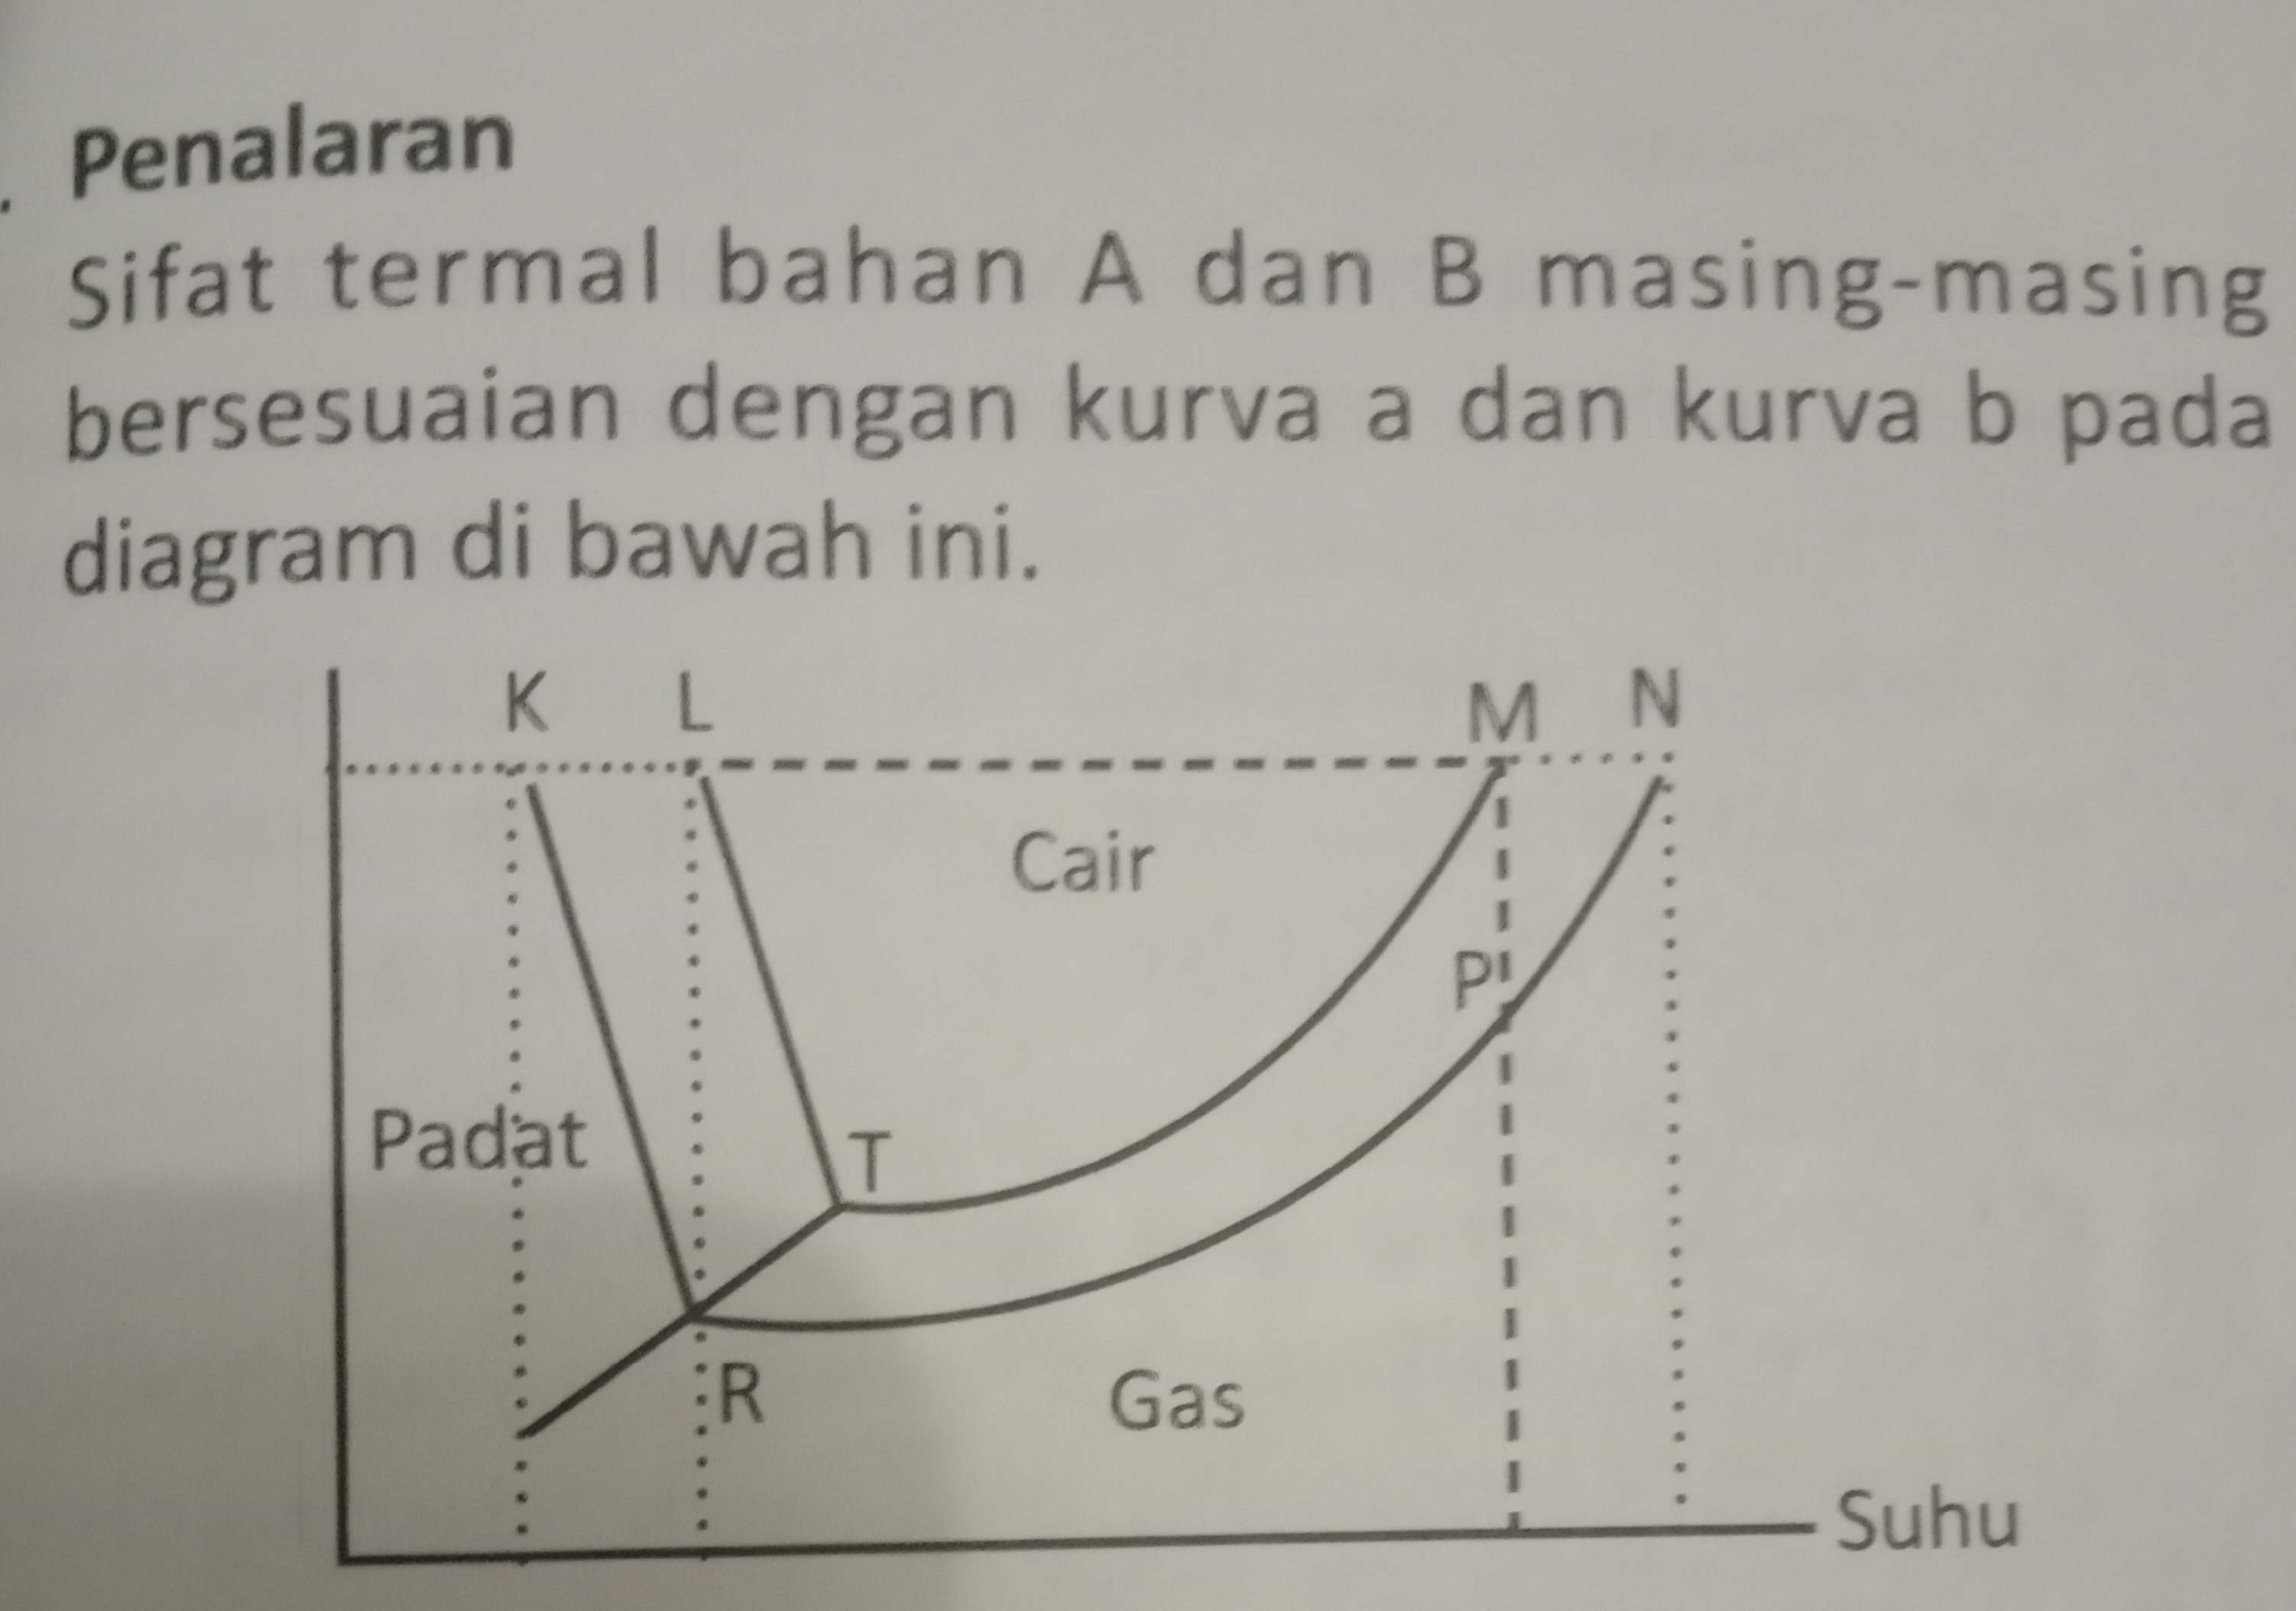 . Penalaran
Sifat termal bahan A dan B masing-masing
bersesuaian dengan kurva a dan kurva b pada
diagram di bawah ini.
K L M N
Cair
P
Padat T
R Gas
Suhu